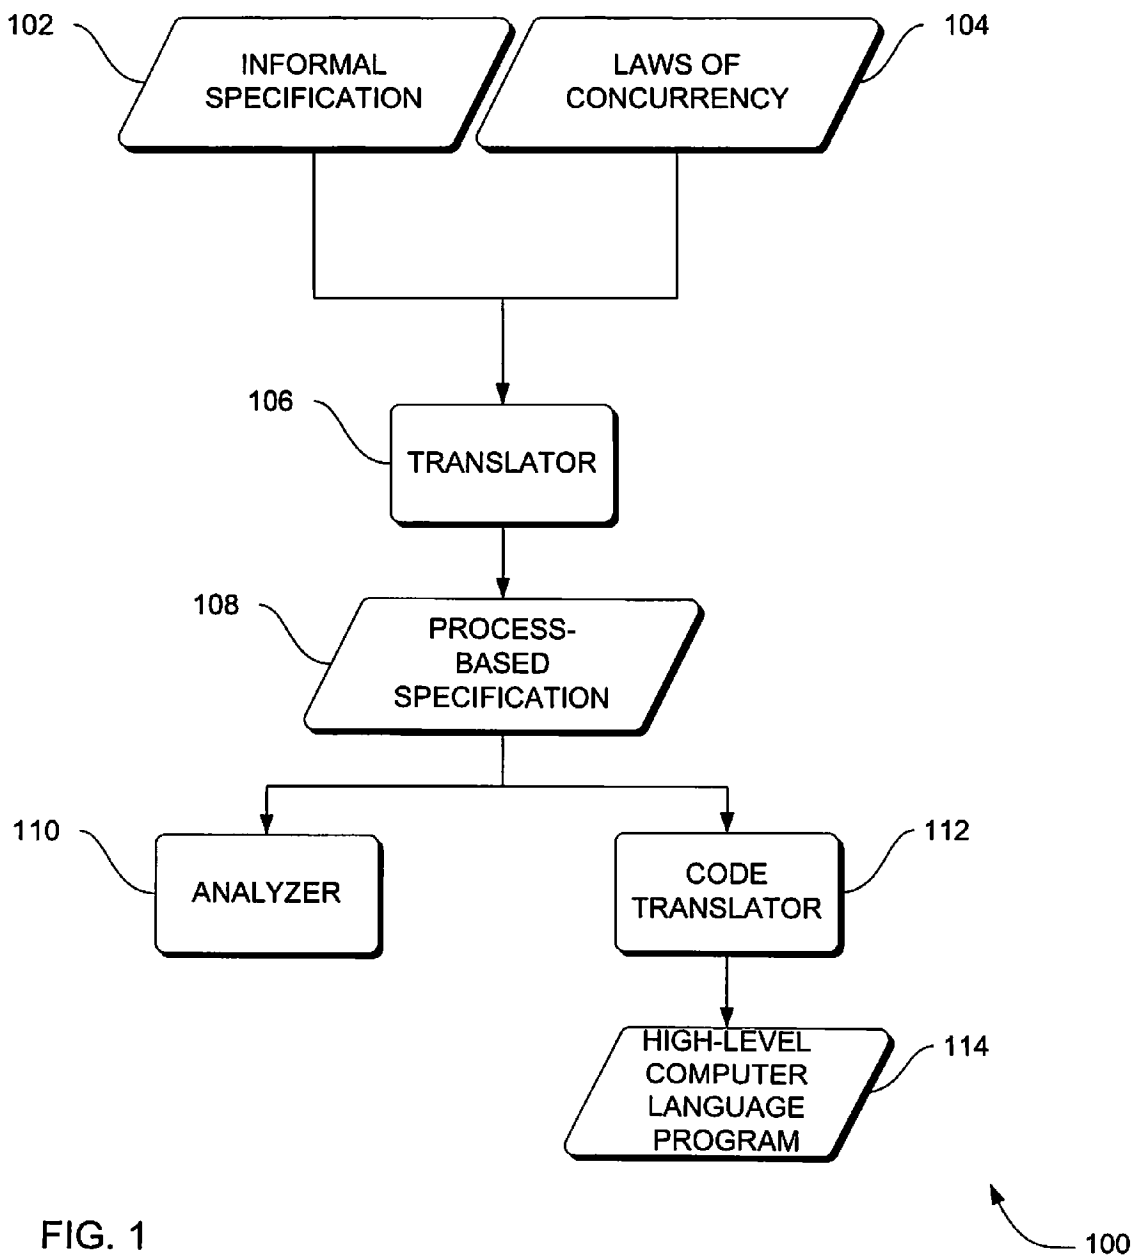 102
INFORMAL
SPECIFICATION
LAWS OF
CONCURRENCY
104
106
TRANSLATOR
108
PROCESS-
BASED
SPECIFICATION
110
ANALYZER
CODE
TRANSLATOR
112
HIGH-LEVEL
COMPUTER
LANGUAGE
PROGRAM
114
FIG. 1
100